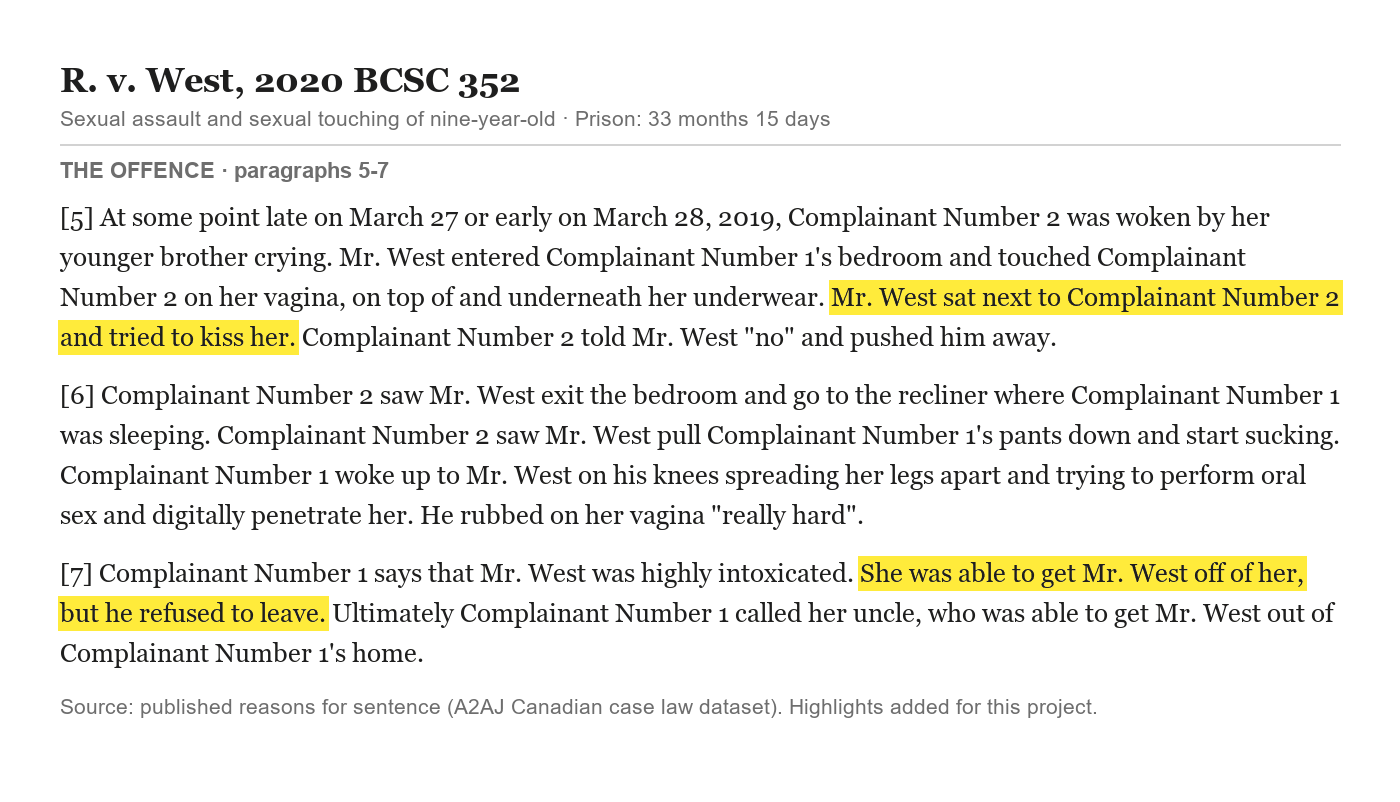 R. v. West, 2020 BCSC 352
Sexual assault and sexual touching of nine-year-old · Prison: 33 months 15 days
THE OFFENCE · paragraphs 5-7
[5] At some point late on March 27 or early on March 28, 2019, Complainant Number 2 was woken by her
younger brother crying. Mr. West entered Complainant Number 1's bedroom and touched Complainant
Number 2 on her vagina, on top of and underneath her underwear. Mr. West sat next to Complainant Number 2
and tried to kiss her. Complainant Number 2 told Mr. West "no" and pushed him away.
[6] Complainant Number 2 saw Mr. West exit the bedroom and go to the recliner where Complainant Number 1
was sleeping. Complainant Number 2 saw Mr. West pull Complainant Number 1's pants down and start sucking.
Complainant Number 1 woke up to Mr. West on his knees spreading her legs apart and trying to perform oral
sex and digitally penetrate her. He rubbed on her vagina "really hard".
[7] Complainant Number 1 says that Mr. West was highly intoxicated. She was able to get Mr. West off of her,
but he refused to leave. Ultimately Complainant Number 1 called her uncle, who was able to get Mr. West out of
Complainant Number 1's home.
Source: published reasons for sentence (A2AJ Canadian case law dataset). Highlights added for this project.